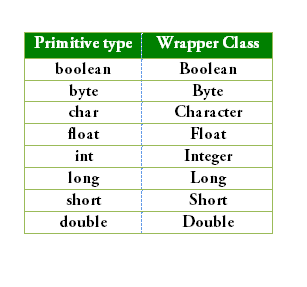 Primitive type Wrapper Class
boolean Boolean
byte Byte
char Character
float Float
int Integer
long Long
short Short
double Double